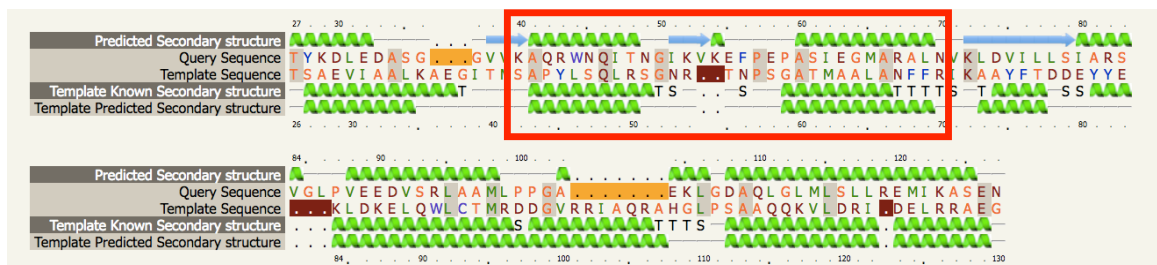 27 . 30 . . . 40 . . . 50 . . . 60 . . . 70 . . . 80 . . .
Predicted Secondary structure . . .
Query Sequence TYKDLEDASG...GVVKAQRWNQITNGIKVKEFPEPASIEGMARALNVKLDVILLSIARS
Template Sequence TSAEVIAALKAEGITMSAPYLSQLRSGNR..TNPSGATMAALANFFRIKAAYFTDDEYYE
Template Known Secondary structure T TS . . S TTTTS T SS
Template Predicted Secondary structure . .
26 . . 30 . . . 40 . . . 50 . . . 60 . . . 70 . . . 80 . . .
84 . . . 90 . . . 100 . . . 110 . . . 120 . . .
Predicted Secondary structure . . . . . . .
Query Sequence VGLPVEEDVSRLAAMLPPGA.......EKLGDAQLGLMLSLLREMIKASEN
Template Sequence ...KLDKELQWLCTMRDDGVRRIAQRAHGLPSAAQQKVLDRI.DELRRAEG
Template Known Secondary structure . . . S TTTS .
Template Predicted Secondary structure . . . .
84 . . . 90 . . . 100 . . . 110 . . . 120 . . . 130